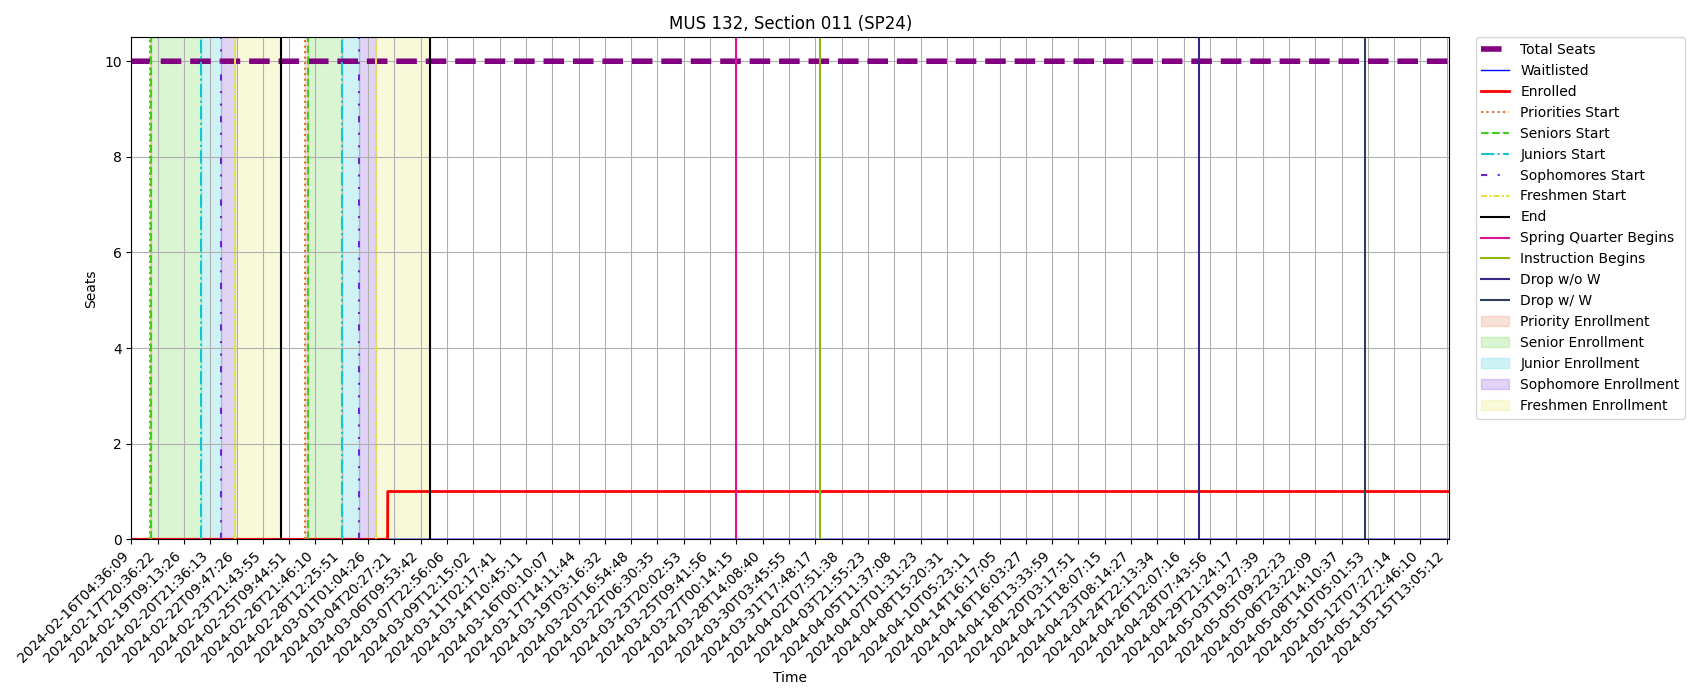 MUS 132, Section 011 (SP24)
10
8
6
4
2
0
Seats
2024-02-16T04:36:09
2024-02-17T20:36:22
2024-02-19T09:13:26
2024-02-20T21:36:13
2024-02-22T09:47:26
2024-02-23T21:43:55
2024-02-25T09:44:51
2024-02-26T21:46:10
2024-02-28T12:25:51
2024-03-01T01:04:26
2024-03-04T20:27:21
2024-03-06T09:53:42
2024-03-07T22:56:06
2024-03-09T12:15:02
2024-03-11T02:17:41
2024-03-14T10:45:11
2024-03-16T00:10:07
2024-03-17T14:11:44
2024-03-19T03:16:32
2024-03-20T16:54:48
2024-03-22T06:30:35
2024-03-23T20:02:53
2024-03-25T09:41:56
2024-03-27T00:14:15
2024-03-28T14:08:40
2024-03-30T03:45:55
2024-03-31T17:48:17
2024-04-02T07:51:38
2024-04-03T21:55:23
2024-04-05T11:37:08
2024-04-07T01:31:23
2024-04-08T15:20:31
2024-04-10T05:23:11
2024-04-14T16:17:05
2024-04-16T16:03:27
2024-04-18T13:33:59
2024-04-20T03:17:51
2024-04-21T18:07:15
2024-04-23T08:14:27
2024-04-24T22:13:34
2024-04-26T12:07:16
2024-04-28T07:43:56
2024-04-29T21:24:17
2024-05-03T19:27:39
2024-05-05T09:22:23
2024-05-06T23:22:09
2024-05-08T14:10:37
2024-05-10T05:01:53
2024-05-12T07:27:14
2024-05-13T22:46:10
2024-05-15T13:05:12
Time
Total Seats
Waitlisted
Enrolled
Priorities Start
Seniors Start
Juniors Start
Sophomores Start
Freshmen Start
End
Spring Quarter Begins
Instruction Begins
Drop w/o W
Drop w/ W
Priority Enrollment
Senior Enrollment
Junior Enrollment
Sophomore Enrollment
Freshmen Enrollment